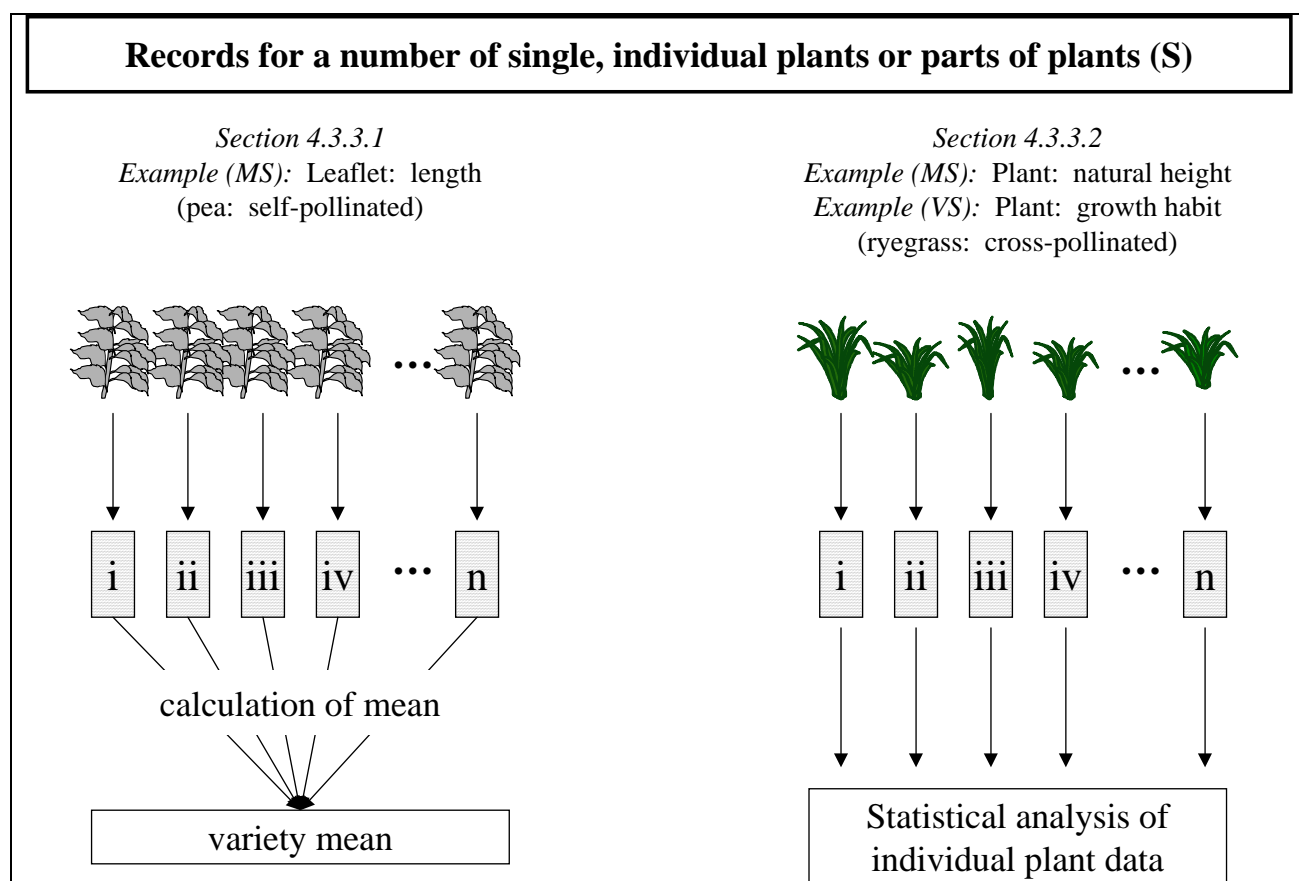 Records for a number of single, individual plants or parts of plants (S)
Section 4.3.3.1
Example (MS): Leaflet: length
(pea: self-pollinated)
i ii iii iv ... n
calculation of mean
variety mean
Section 4.3.3.2
Example (MS): Plant: natural height
Example (VS): Plant: growth habit
(ryegrass: cross-pollinated)
i ii iii iv ... n
Statistical analysis of
individual plant data